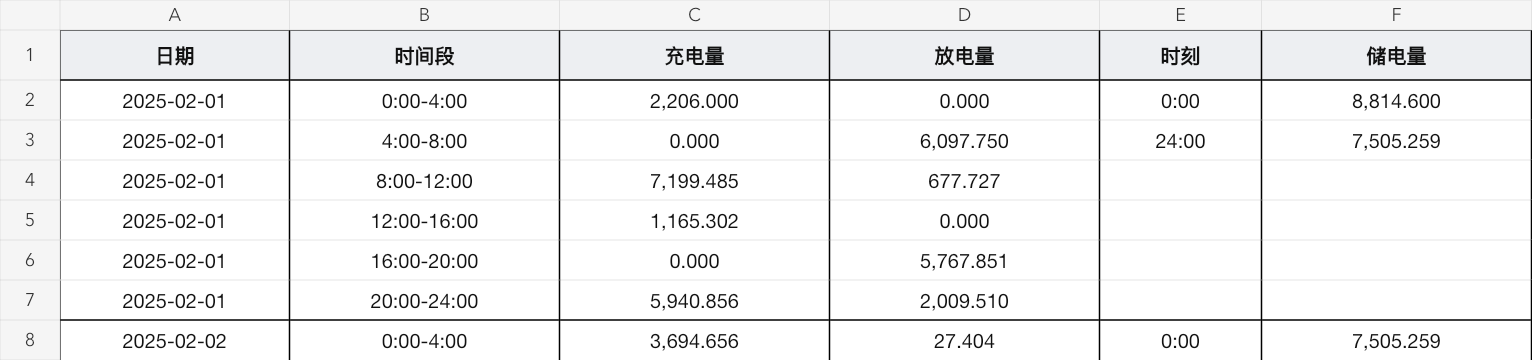 A B C D E F
1 日期 时间段 充电量 放电量 时刻 储电量
2 2025-02-01 0:00-4:00 2,206.000 0.000 0:00 8,814.600
3 2025-02-01 4:00-8:00 0.000 6,097.750 24:00 7,505.259
4 2025-02-01 8:00-12:00 7,199.485 677.727
5 2025-02-01 12:00-16:00 1,165.302 0.000
6 2025-02-01 16:00-20:00 0.000 5,767.851
7 2025-02-01 20:00-24:00 5,940.856 2,009.510
8 2025-02-02 0:00-4:00 3,694.656 27.404 0:00 7,505.259